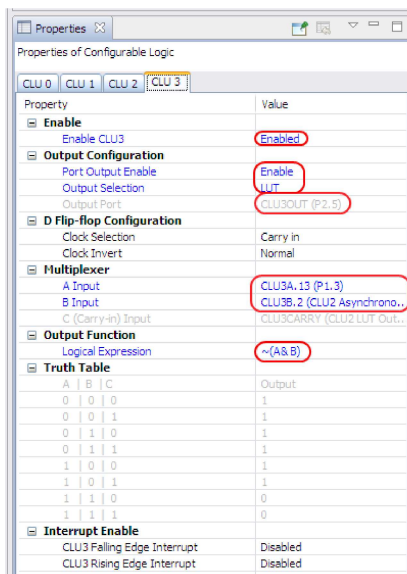 Properties
Properties of Configurable Logic
CLU 0 CLU 1 CLU 2 CLU 3
Property Value
Enable
Enable CLU3 Enabled
Output Configuration
Port Output Enable Enable
Output Selection LUT
Output Port CLU3OUT (P2.5)
D Flip-flop Configuration
Clock Selection Carry in
Clock Invert Normal
Multiplexer
A Input CLU3A.13 (P1.3)
B Input CLU3B.2 (CLU2 Asynchrono..
C (Carry-in) Input CLU3CARRY (CLU2 LUT Out..
Output Function
Logical Expression ~(A&B)
Truth Table
A | B | C Output
0 | 0 | 0 1
0 | 0 | 1 1
0 | 1 | 0 1
0 | 1 | 1 1
1 | 0 | 0 1
1 | 0 | 1 1
1 | 1 | 0 0
1 | 1 | 1 0
Interrupt Enable
CLU3 Falling Edge Interrupt Disabled
CLU3 Rising Edge Interrupt Disabled